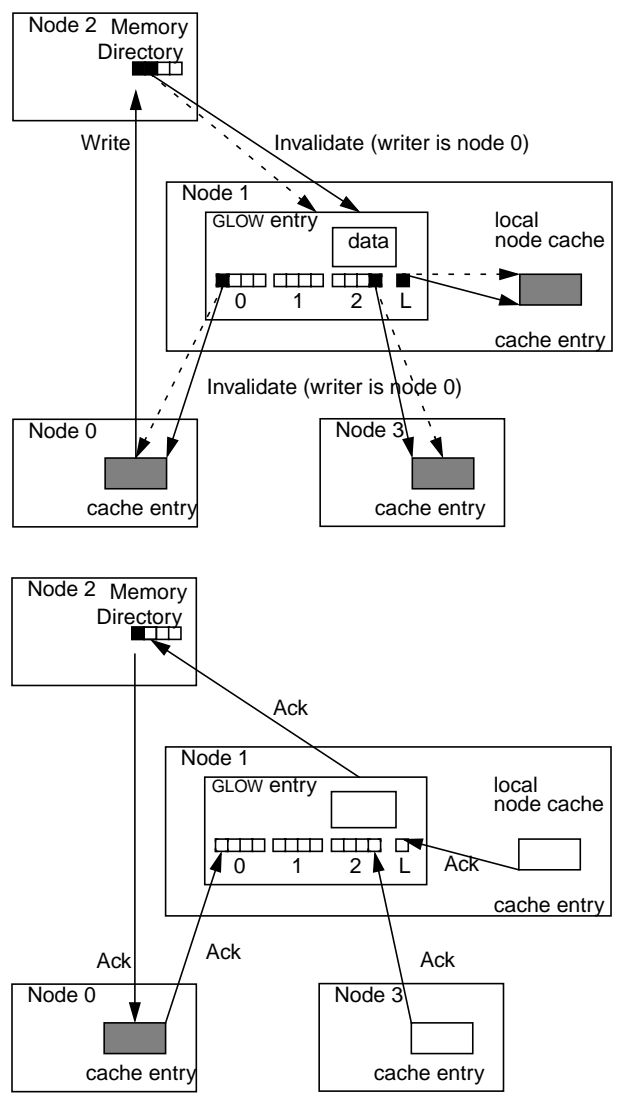 Node 2 Memory
Directory
Write
Invalidate (writer is node 0)
Node 1
GLOW entry
data
local
node cache
0 1 2 L
cache entry
Invalidate (writer is node 0)
Node 0
cache entry
Node 3
cache entry
Node 2 Memory
Directory
Ack
Node 1
GLOW entry
local
node cache
0 1 2 L
Ack
cache entry
Ack
Ack
Ack
Node 0
cache entry
Node 3
cache entry